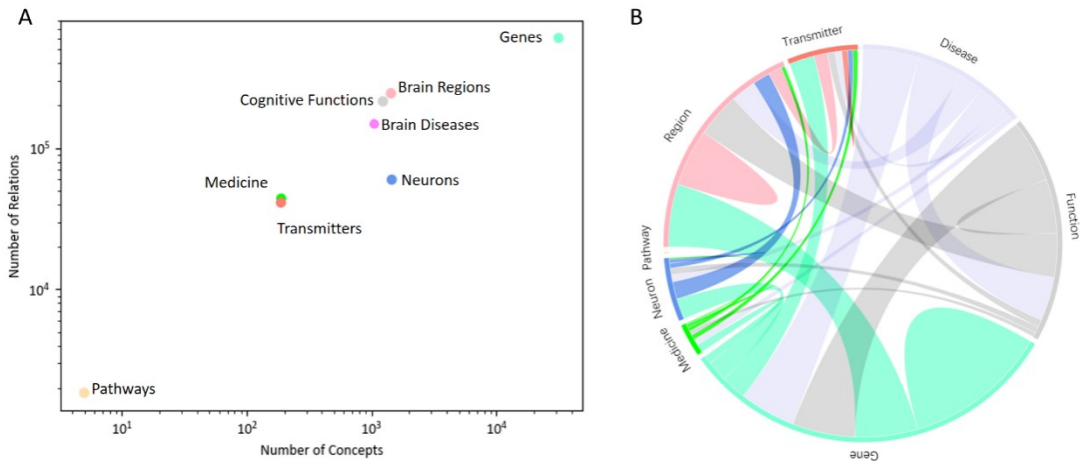 A
B
Genes
Brain Regions
Cognitive Functions
Brain Diseases
Neurons
Medicine
Transmitters
Pathways
10^5
10^4
10^1
10^2
10^3
10^4
Number of Relations
Number of Concepts
Transmitter
Disease
Region
Function
Pathway
Neuron
Medicine
Gene